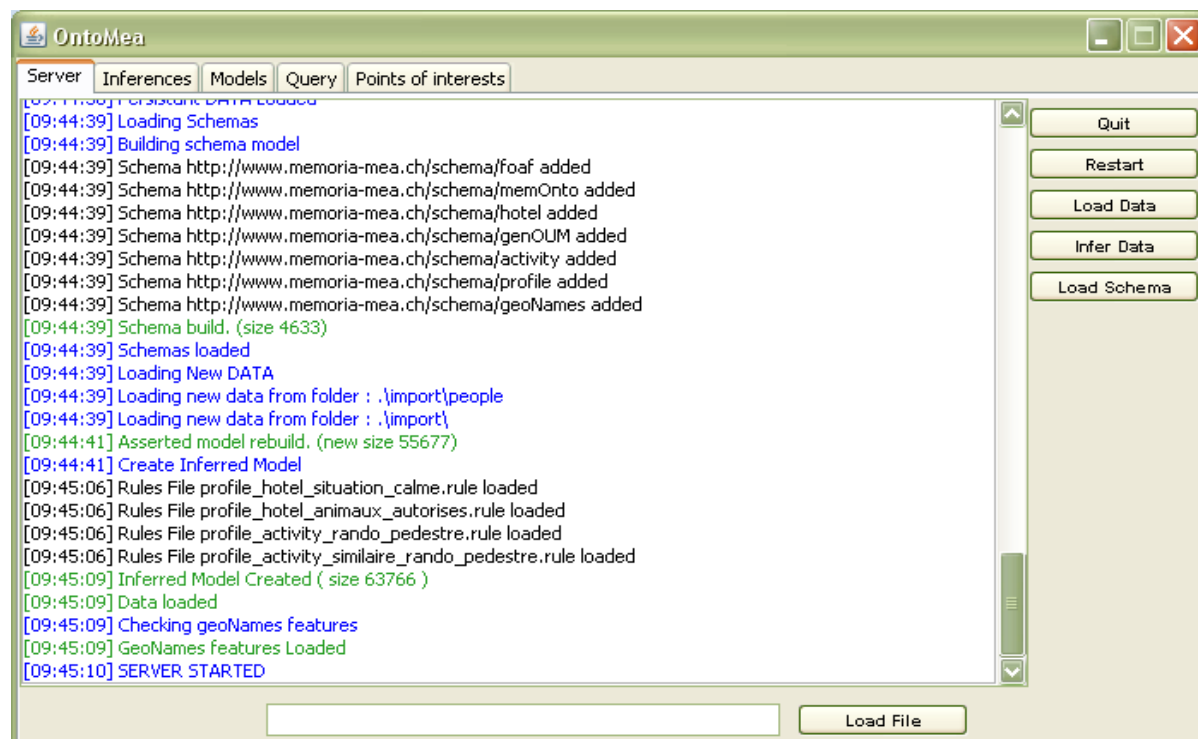 OntoMea
Server Inferences Models Query Points of interests
[09:44:38] Persistant DATA Loaded
[09:44:39] Loading Schemas
[09:44:39] Building schema model
[09:44:39] Schema http://www.memoria-mea.ch/schema/foaf added
[09:44:39] Schema http://www.memoria-mea.ch/schema/memOnto added
[09:44:39] Schema http://www.memoria-mea.ch/schema/hotel added
[09:44:39] Schema http://www.memoria-mea.ch/schema/genOUM added
[09:44:39] Schema http://www.memoria-mea.ch/schema/activity added
[09:44:39] Schema http://www.memoria-mea.ch/schema/profile added
[09:44:39] Schema http://www.memoria-mea.ch/schema/geoNames added
[09:44:39] Schema build. (size 4633)
[09:44:39] Schemas loaded
[09:44:39] Loading New DATA
[09:44:39] Loading new data from folder : .\import\people
[09:44:39] Loading new data from folder : .\import\
[09:44:41] Asserted model rebuild. (new size 55677)
[09:44:41] Create Inferred Model
[09:45:06] Rules File profile_hotel_situation_calme.rule loaded
[09:45:06] Rules File profile_hotel_animaux_autorises.rule loaded
[09:45:06] Rules File profile_activity_rando_pedestre.rule loaded
[09:45:06] Rules File profile_activity_similaire_rando_pedestre.rule loaded
[09:45:09] Inferred Model Created ( size 63766 )
[09:45:09] Data loaded
[09:45:09] Checking geoNames features
[09:45:09] GeoNames features Loaded
[09:45:10] SERVER STARTED
Quit
Restart
Load Data
Infer Data
Load Schema
Load File